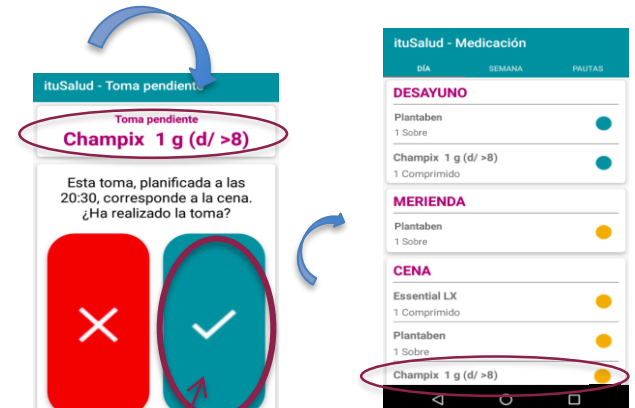 ituSalud - Toma pendiente
Toma pendiente
Champix 1 g (d/ >8)
Esta toma, planificada a las
20:30, corresponde a la cena.
¿Ha realizado la toma?
ituSalud - Medicación
DÍA
SEMANA
PAUTAS
DESAYUNO
Plantaben
1 Sobre
Champix 1 g (d/ >8)
1 Comprimido
MERIENDA
Plantaben
1 Sobre
CENA
Essential LX
1 Comprimido
Plantaben
1 Sobre
Champix 1 g (d/ >8)